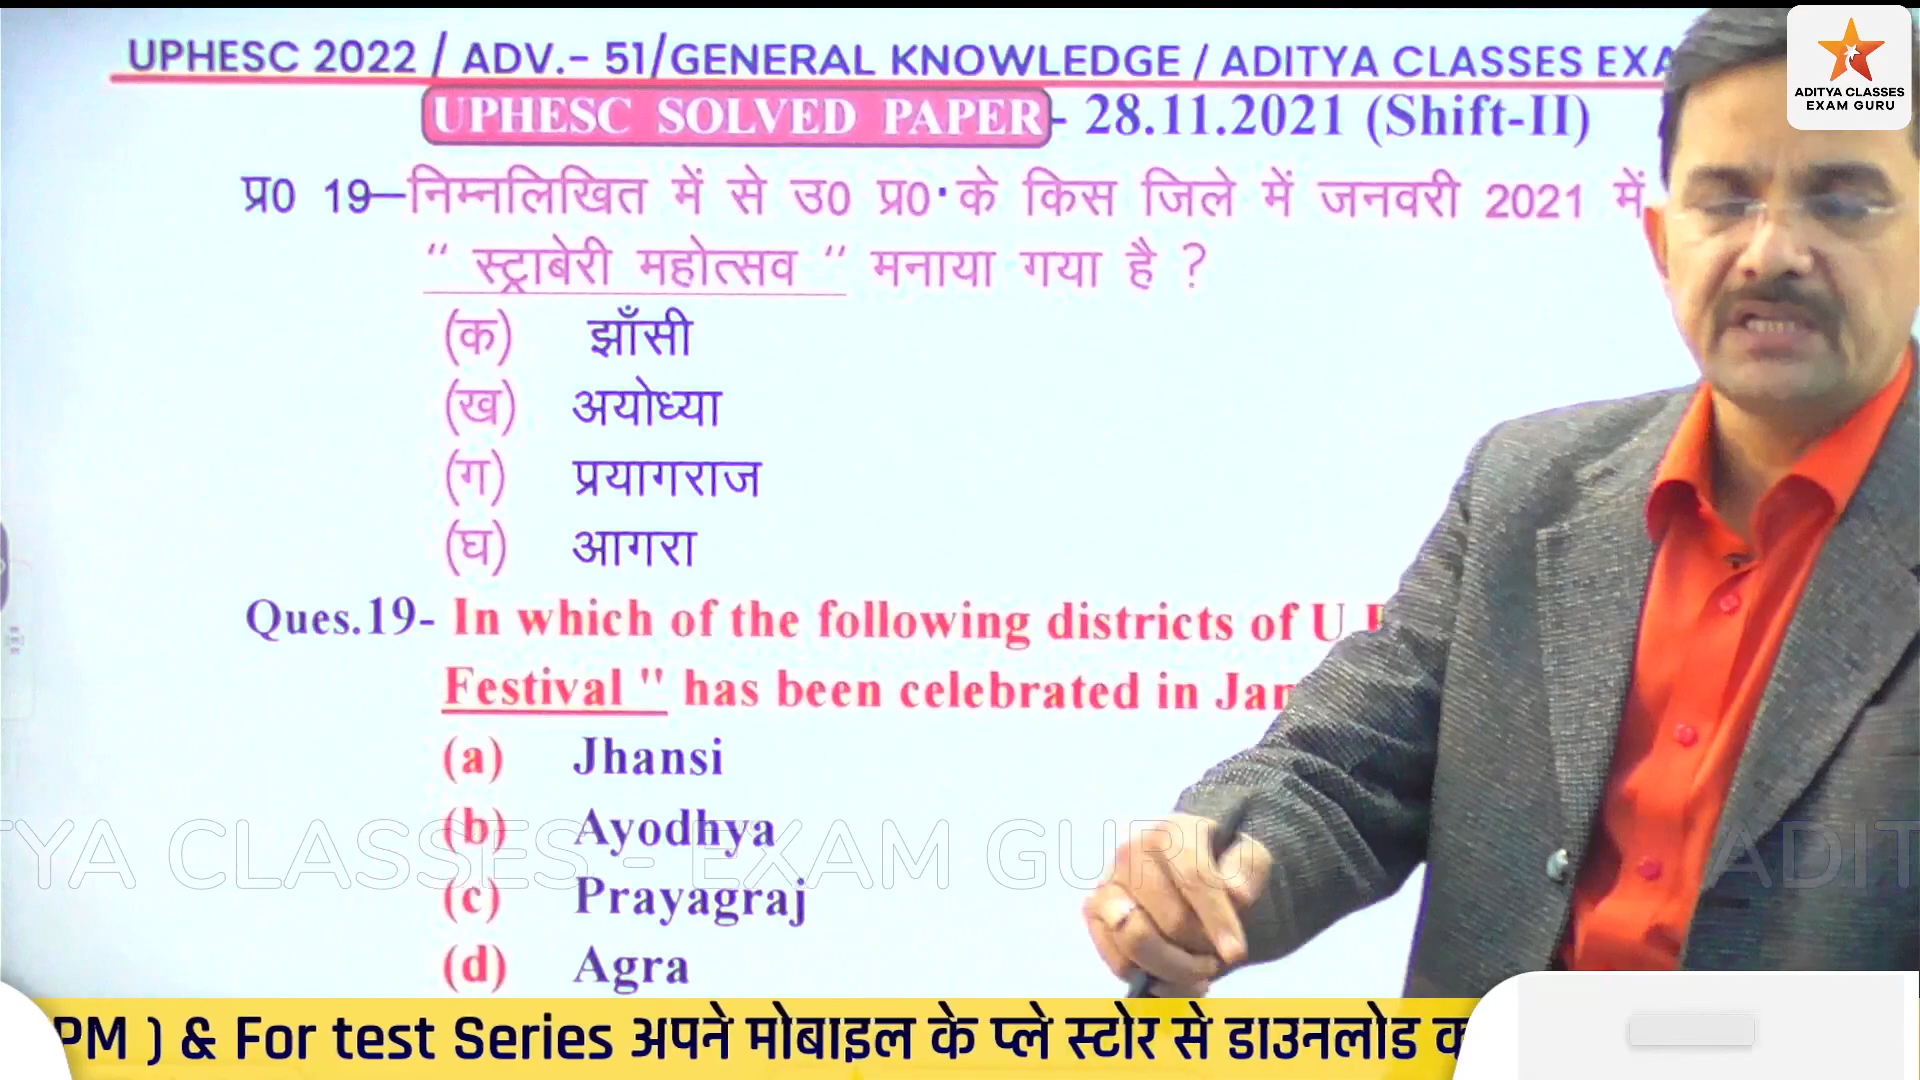 UPHESC 2022 / ADV.- 51/GENERAL KNOWLEDGE / ADITYA CLASSES EXA
ADITYA CLASSES
EXAM GURU
UPHESC SOLVED PAPER - 28.11.2021 (Shift-II)
प्र0 19–निम्नलिखित में से उ0 प्र0 के किस जिले में जनवरी 2021 में
“ स्ट्राबेरी महोत्सव “ मनाया गया है ?
(क) झाँसी
(ख) अयोध्या
(ग) प्रयागराज
(घ) आगरा
Ques.19- In which of the following districts of U
Festival " has been celebrated in Jan
(a) Jhansi
(b) Ayodhya
(c) Prayagraj
(d) Agra
TYA CLASSES - EXAM GURU ADIT
PM ) & For test Series अपने मोबाइल के प्ले स्टोर से डाउनलोड क